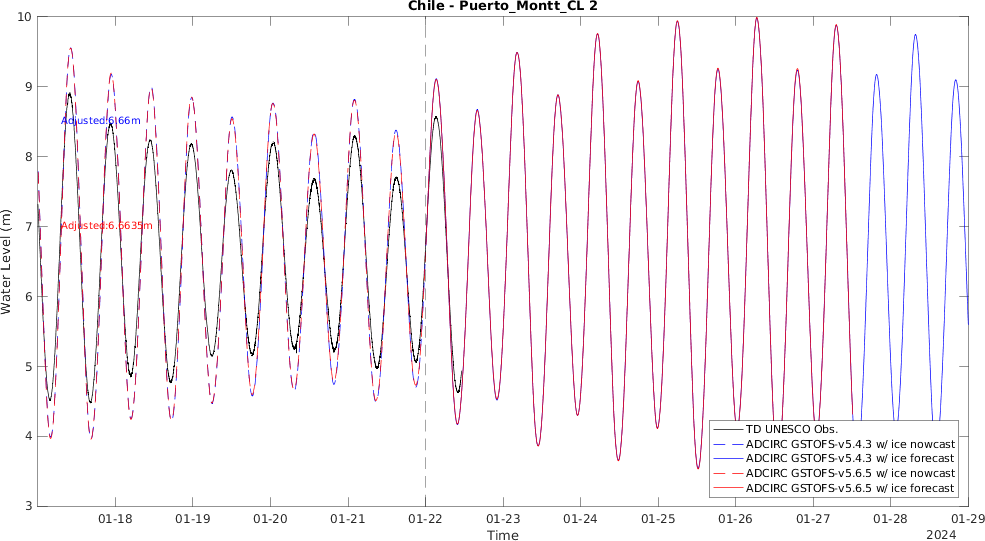 Chile - Puerto_Montt_CL 2
10
9
8
7
6
5
4
3
Water Level (m)
Adjusted:6.66m
Adjusted:6.6635m
TD UNESCO Obs.
ADCIRC GSTOFS-v5.4.3 w/ ice nowcast
ADCIRC GSTOFS-v5.4.3 w/ ice forecast
ADCIRC GSTOFS-v5.6.5 w/ ice nowcast
ADCIRC GSTOFS-v5.6.5 w/ ice forecast
01-18 01-19 01-20 01-21 01-22 01-23 01-24 01-25 01-26 01-27 01-28 01-29
Time
2024